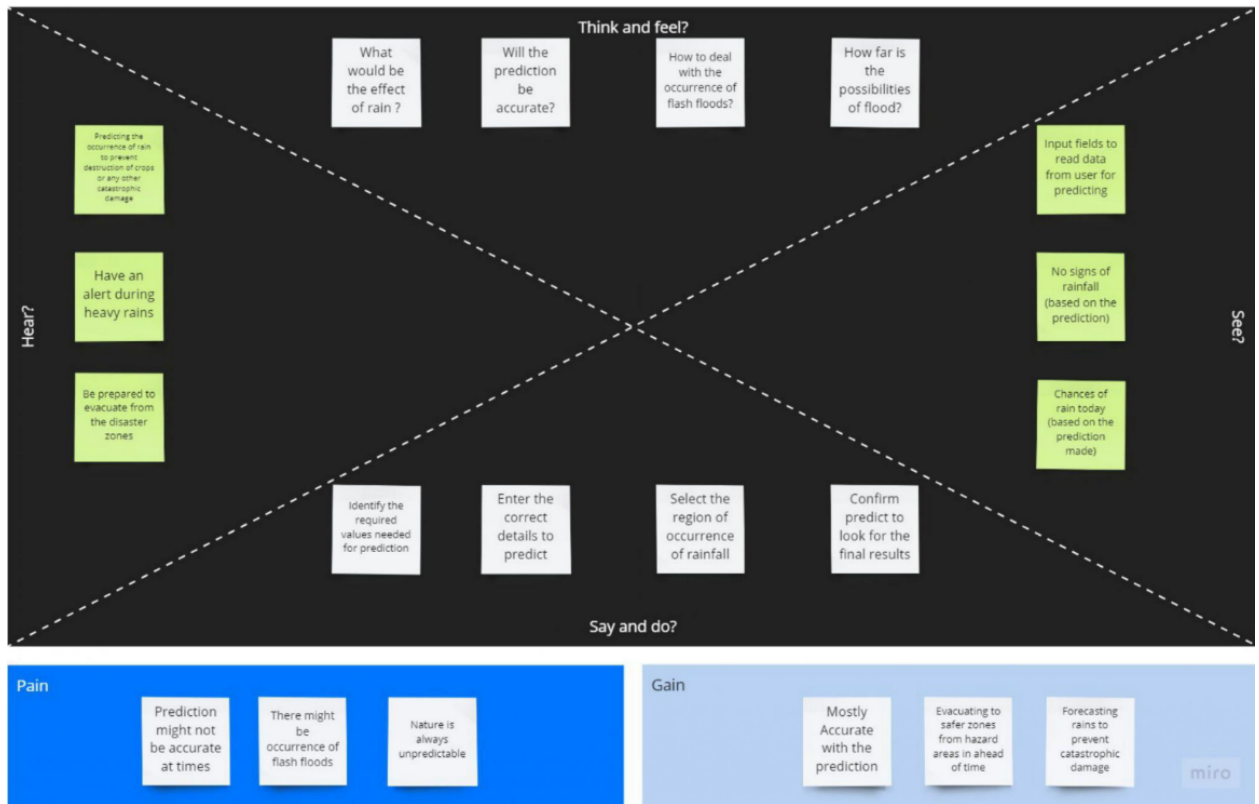 Think and feel?
What
would be
the effect
of rain ?
Will the
prediction
be
accurate?
How to deal
with the
occurrence of
flash floods?
How far is
the
possibilities
of flood?
Hear?
Predicting the
occurrence of rain
to prevent
destruction of crops
or any other
catastrophic
damage
Have an
alert during
heavy rains
Be prepared to
evacuate from
the disaster
zones
See?
Input fields to
read data
from user for
predicting
No signs of
rainfall
(based on the
prediction)
Chances of
rain today
(based on the
prediction
made)
Identify the
required
values needed
for prediction
Enter the
correct
details to
predict
Select the
region of
occurrence
of rainfall
Confirm
predict to
look for the
final results
Say and do?
Pain
Prediction
might not
be accurate
at times
There might
be
occurrence of
flash floods
Nature is
always
unpredictable
Gain
Mostly
Accurate
with the
prediction
Evacuating to
safer zones
from hazard
areas in ahead
of time
Forecasting
rains to
prevent
catastrophic
damage
miro